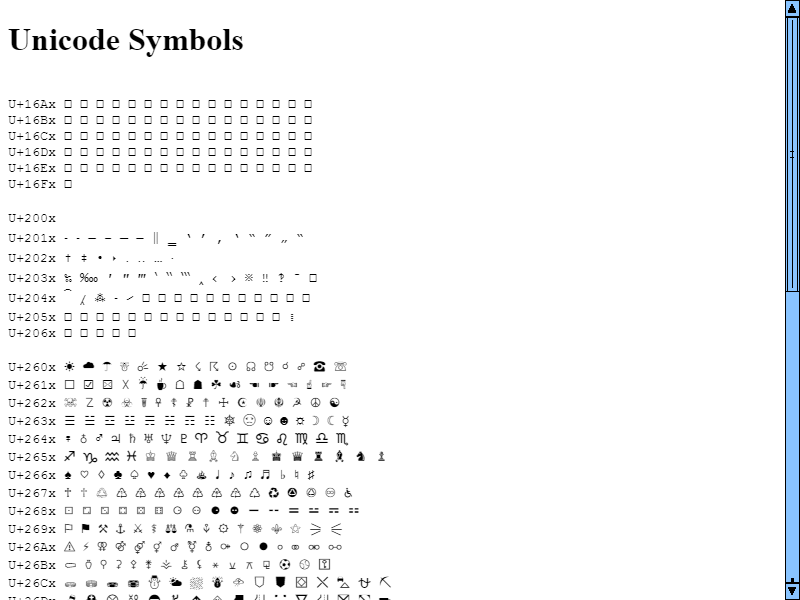 Unicode Symbols
U+16Ax □ □ □ □ □ □ □ □ □ □ □ □ □ □ □ □
U+16Bx □ □ □ □ □ □ □ □ □ □ □ □ □ □ □ □
U+16Cx □ □ □ □ □ □ □ □ □ □ □ □ □ □ □ □
U+16Dx □ □ □ □ □ □ □ □ □ □ □ □ □ □ □ □
U+16Ex □ □ □ □ □ □ □ □ □ □ □ □ □ □ □ □
U+16Fx □
U+200x
U+201x ‐ ‑ ‒ – — ― ‖ ‗ ‘ ’ ‚ ‛ “ ” „ ‟
U+202x † ‡ • ‣ ․ ‥ … ‧
U+203x ‰ ‱ ′ ″ ‴ ‵ ‶ ‷ ‸ ‹ › ※ ‼ ‽ ‾ □
U+204x ⁀ ⁁ ⁂ ⁃ ⁄ □ □ □ □ □ □ □ □ □ □ □
U+205x □ □ □ □ □ □ □ □ □ □ □ □ □ □ ⁞
U+206x □ □ □ □ □
U+260x ☀ ☁ ☂ ☃ ☄ ★ ☆ ☇ ☈ ☉ ☊ ☋ ☌ ☍ ☎ ☏
U+261x ☐ ☑ ☒ ☓ ☔ ☕ ☖ ☗ ☘ ☙ ☚ ☛ ☜ ☝ ☞ ☟
U+262x ☠ ☡ ☢ ☣ ☤ ☥ ☦ ☧ ☨ ☩ ☪ ☫ ☬ ☭ ☮ ☯
U+263x ☰ ☱ ☲ ☳ ☴ ☵ ☶ ☷ ☸ ☹ ☺ ☻ ☼ ☽ ☾ ☿
U+264x ♀ ♁ ♂ ♃ ♄ ♅ ♆ ♇ ♈ ♉ ♊ ♋ ♌ ♍ ♎ ♏
U+265x ♐ ♑ ♒ ♓ ♔ ♕ ♖ ♗ ♘ ♙ ♚ ♛ ♜ ♝ ♞ ♟
U+266x ♠ ♡ ♢ ♣ ♤ ♥ ♦ ♧ ♨ ♩ ♪ ♫ ♬ ♭ ♮ ♯
U+267x ♰ ♱ ♲ ♳ ♴ ♵ ♶ ♷ ♸ ♹ ♺ ♻ ♼ ♽ ♾ ♿
U+268x ⚀ ⚁ ⚂ ⚃ ⚄ ⚅ ⚆ ⚇ ⚈ ⚉ ⚊ ⚋ ⚌ ⚍ ⚎ ⚏
U+269x ⚐ ⚑ ⚒ ⚓ ⚔ ⚕ ⚖ ⚗ ⚘ ⚙ ⚚ ⚛ ⚜ ⚝ ⚞ ⚟
U+26Ax ⚠ ⚡ ⚢ ⚣ ⚤ ⚥ ⚦ ⚧ ⚨ ⚩ ⚪ ⚫ ⚬ ⚭ ⚮ ⚯
U+26Bx ⚰ ⚱ ⚲ ⚳ ⚴ ⚵ ⚶ ⚷ ⚸ ⚹ ⚺ ⚻ ⚼ ⚽ ⚾ ⚿
U+26Cx ⛀ ⛁ ⛂ ⛃ ⛄ ⛅ ⛆ ⛇ ⛈ ⛉ ⛊ ⛋ ⛌ ⛍ ⛎ ⛏